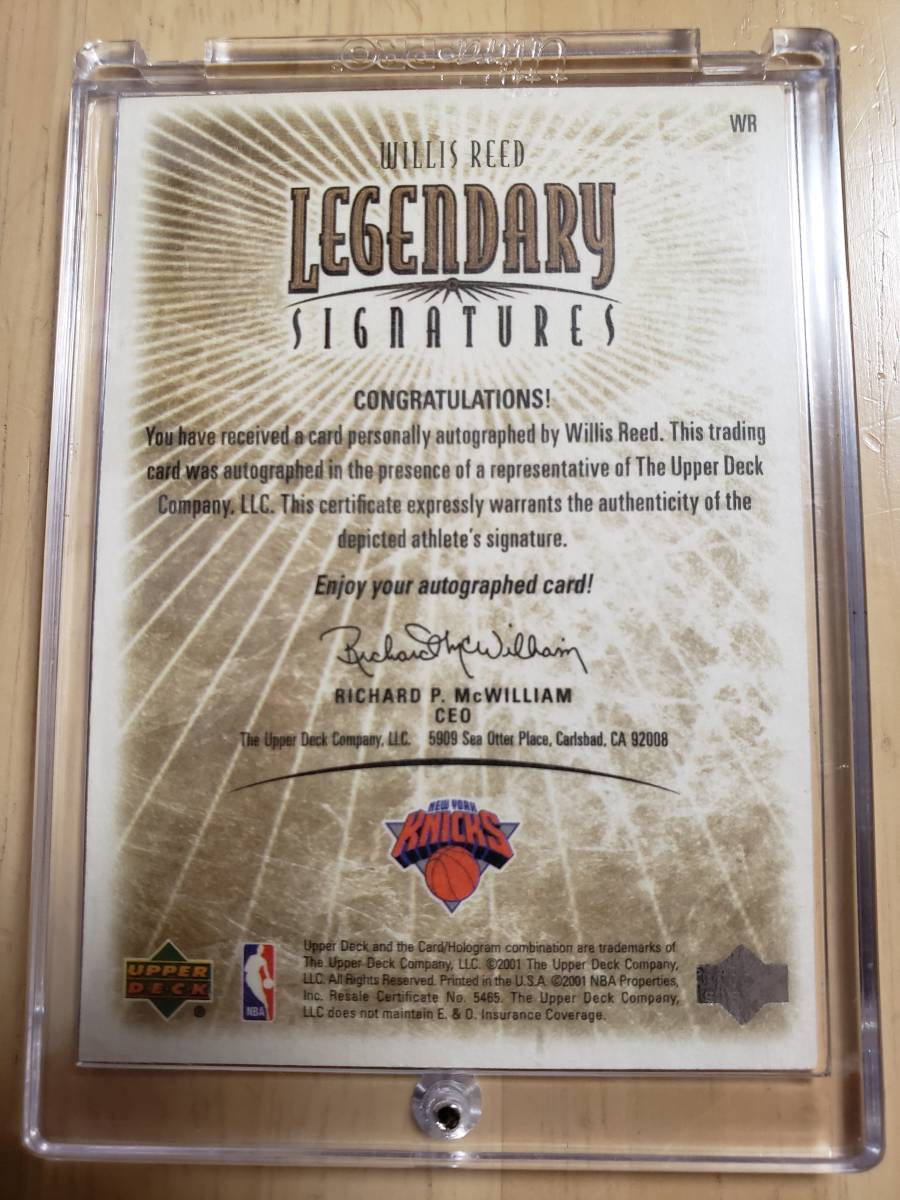 Ultra-PRO®
WR
WILLIS REED
LEGENDARY
SIGNATURES
CONGRATULATIONS!
You have received a card personally autographed by Willis Reed. This trading
card was autographed in the presence of a representative of The Upper Deck
Company, LLC. This certificate expressly warrants the authenticity of the
depicted athlete's signature.
Enjoy your autographed card!
Richard P. McWilliam
RICHARD P. McWILLIAM
CEO
The Upper Deck Company, LLC. 5909 Sea Otter Place, Carlsbad, CA 92008
NEW YORK
KNICKS
UPPER
DECK
®
NBA
Upper Deck and the Card/Hologram combination are trademarks of
The Upper Deck Company, LLC. ©2001 The Upper Deck Company,
LLC. All Rights Reserved. Printed in the U.S.A. ©2001 NBA Properties,
Inc. Resale Certificate No. 5465. The Upper Deck Company,
LLC does not maintain E. & O. Insurance Coverage.